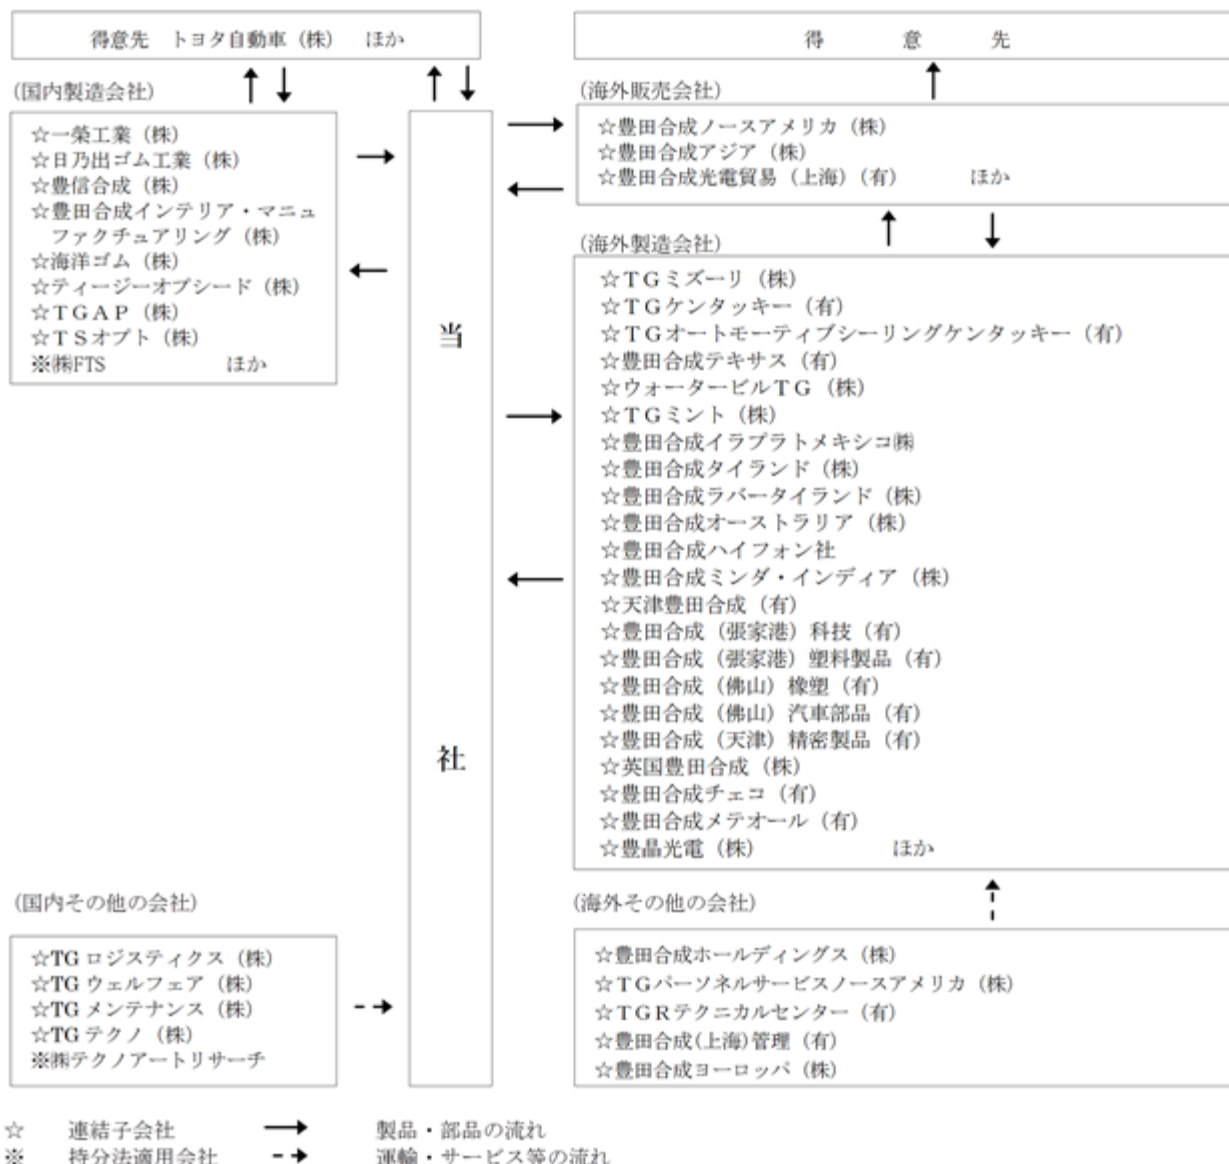 得意先　トヨタ自動車（株）　ほか
(国内製造会社)
☆一榮工業（株）
☆日乃出ゴム工業（株）
☆豊信合成（株）
☆豊田合成インテリア・マニュ
ファクチュアリング（株）
☆海洋ゴム（株）
☆ティージーオプシード（株）
☆ＴＧＡＰ（株）
☆ＴＳオプト（株）
※㈱FTS　ほか
当
社
(国内その他の会社)
☆TG ロジスティクス（株）
☆TG ウェルフェア（株）
☆TG メンテナンス（株）
☆TG テクノ（株）
※㈱テクノアートリサーチ
得　意　先
(海外販売会社)
☆豊田合成ノースアメリカ（株）
☆豊田合成アジア（株）
☆豊田合成光電貿易（上海）（有）　ほか
(海外製造会社)
☆ＴＧミズーリ（株）
☆ＴＧケンタッキー（有）
☆ＴＧオートモーティブシーリングケンタッキー（有）
☆豊田合成テキサス（有）
☆ウォータービルＴＧ（株）
☆ＴＧミント（株）
☆豊田合成イラプラトメキシコ㈱
☆豊田合成タイランド（株）
☆豊田合成ラバータイランド（株）
☆豊田合成オーストラリア（株）
☆豊田合成ハイフォン社
☆豊田合成ミンダ・インディア（株）
☆天津豊田合成（有）
☆豊田合成（張家港）科技（有）
☆豊田合成（張家港）塑料製品（有）
☆豊田合成（佛山）橡塑（有）
☆豊田合成（佛山）汽車部品（有）
☆豊田合成（天津）精密製品（有）
☆英国豊田合成（株）
☆豊田合成チェコ（有）
☆豊田合成メテオール（有）
☆豊晶光電（株）　ほか
(海外その他の会社)
☆豊田合成ホールディングス（株）
☆ＴＧパーソネルサービスノースアメリカ（株）
☆ＴＧＲテクニカルセンター（有）
☆豊田合成(上海)管理（有）
☆豊田合成ヨーロッパ（株）
☆　連結子会社　→　製品・部品の流れ
※　持分法適用会社　-→　運輸・サービス等の流れ